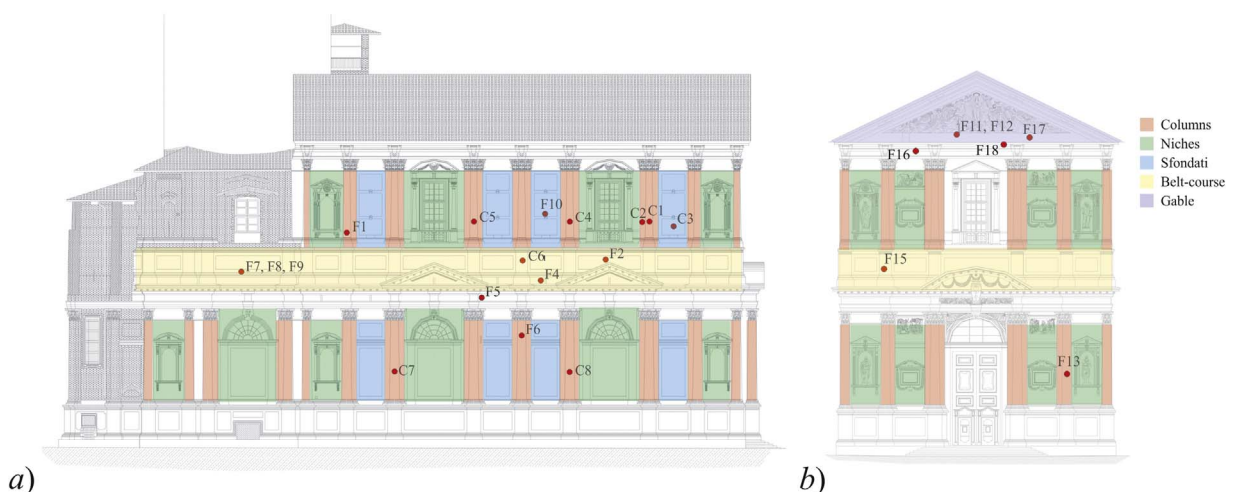 F11, F12
F17
F16
F18
Columns
Niches
Sfondati
Belt-course
Gable
F1
C5
F10
C4
C2
C1
C3
F7, F8, F9
C6
F2
F4
F5
F15
F6
C7
C8
F13
a)
b)